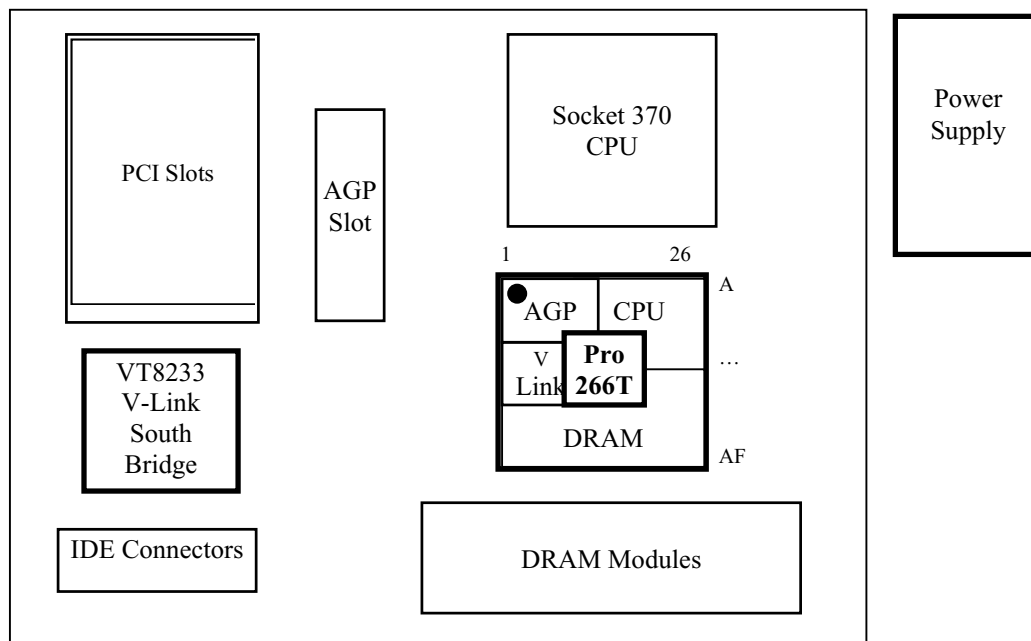 PCI Slots
AGP
Slot
Socket 370
CPU
Power
Supply
1
26
A
AGP
CPU
V
Link
Pro
266T
...
DRAM
AF
VT8233
V-Link
South
Bridge
IDE Connectors
DRAM Modules